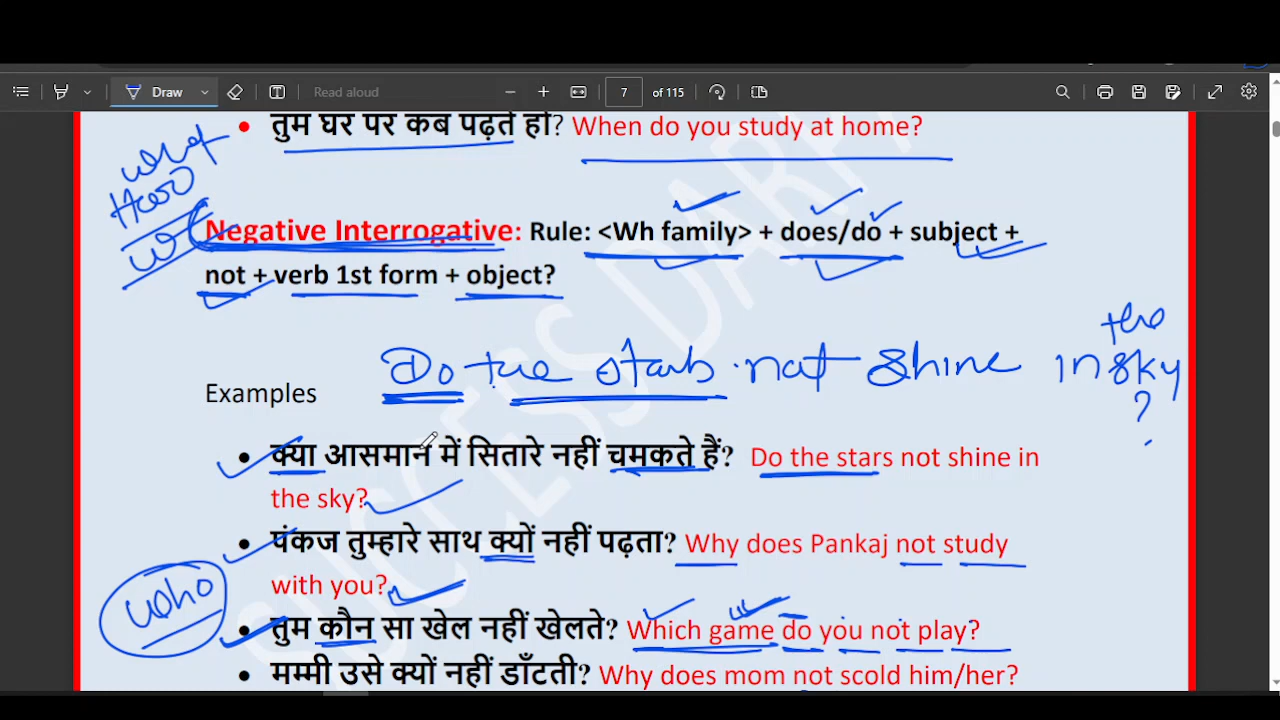 Draw
Read aloud
7 of 115
• तुम घर पर कब पढ़ते हो? When do you study at home?
what
How
Negative Interrogative: Rule: <Wh family> + does/do + subject +
not + verb 1st form + object?
the
Do the stars not shine in sky
?
Examples
• क्या आसमान में सितारे नहीं चमकते हैं? Do the stars not shine in
the sky?
• पंकज तुम्हारे साथ क्यों नहीं पढ़ता? Why does Pankaj not study
with you?
who
• तुम कौन सा खेल नहीं खेलते? Which game do you not play?
• मम्मी उसे क्यों नहीं डाँटती? Why does mom not scold him/her?
SUCCESS DARP